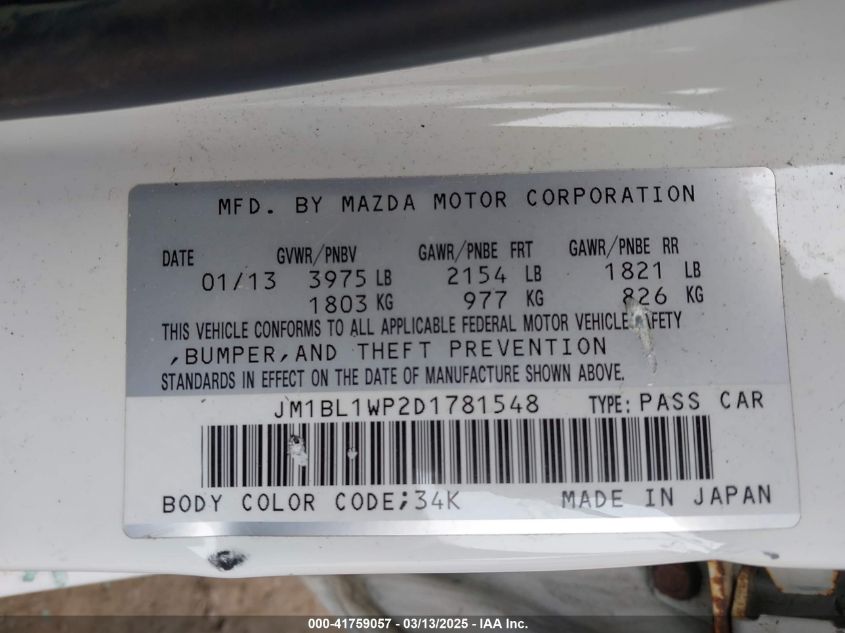 MFD. BY MAZDA MOTOR CORPORATION
DATE GVWR/PNBV GAWR/PNBE FRT GAWR/PNBE RR
01/13 3975 LB 2154 LB 1821 LB
1803 KG 977 KG 826 KG
THIS VEHICLE CONFORMS TO ALL APPLICABLE FEDERAL MOTOR VEHICLE SAFETY
,BUMPER,AND THEFT PREVENTION
STANDARDS IN EFFECT ON THE DATE OF MANUFACTURE SHOWN ABOVE.
JM1BL1WP2D1781548 TYPE: PASS CAR
BODY COLOR CODE;34K MADE IN JAPAN
000-41759057 - 03/13/2025 - IAA Inc.